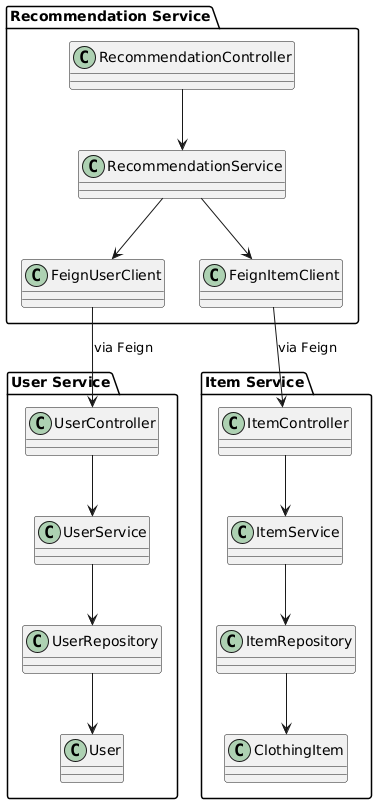 Recommendation Service
C RecommendationController
C RecommendationService
C FeignUserClient
C FeignItemClient
via Feign
via Feign
User Service
Item Service
C UserController
C ItemController
C UserService
C ItemService
C UserRepository
C ItemRepository
C User
C ClothingItem